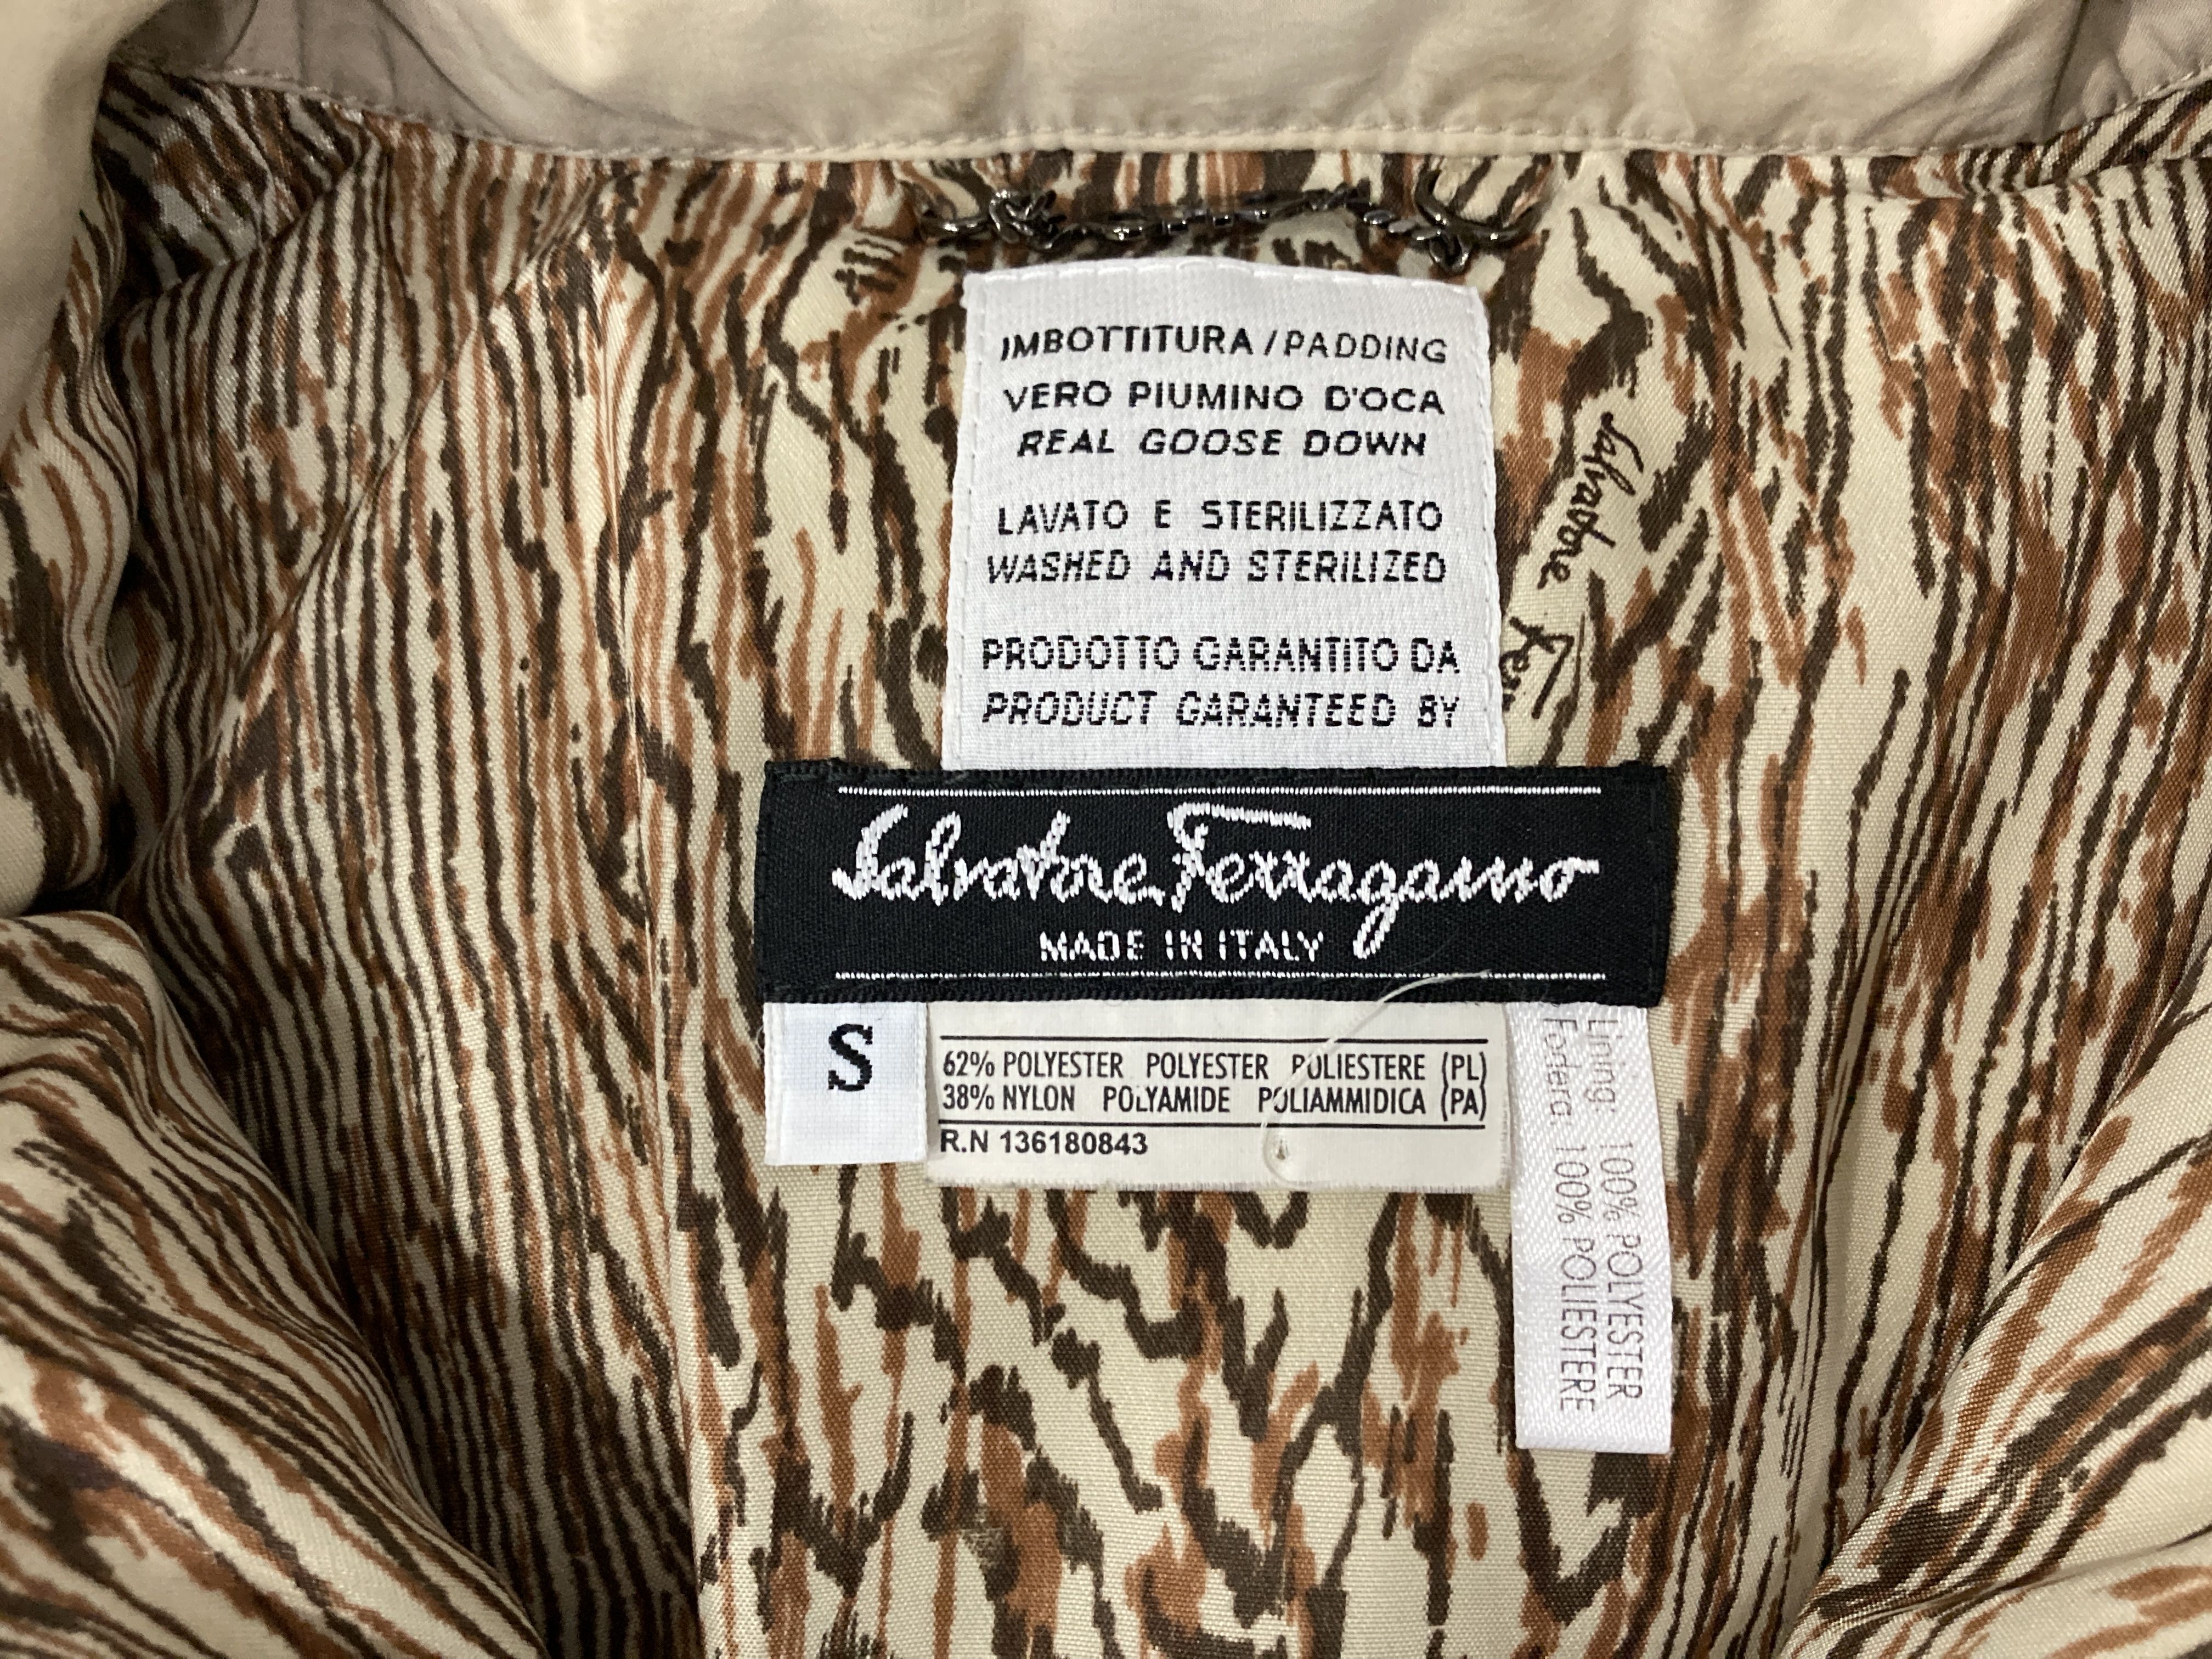 IMBOTTITURA / PADDING
VERO PIUMINO D'OCA
REAL GOOSE DOWN
LAVATO E STERILIZZATO
WASHED AND STERILIZED
PRODOTTO GARANTITO DA
PRODUCT GARANTEED BY
Salvatore
Salvatore Ferragamo
MADE IN ITALY
S
62% POLYESTER POLYESTER POLIESTERE (PL)
38% NYLON POLYAMIDE POLIAMMIDICA (PA)
R.N 136180843
Lining: 100% POLYESTER
Fodera: 100% POLIESTERE